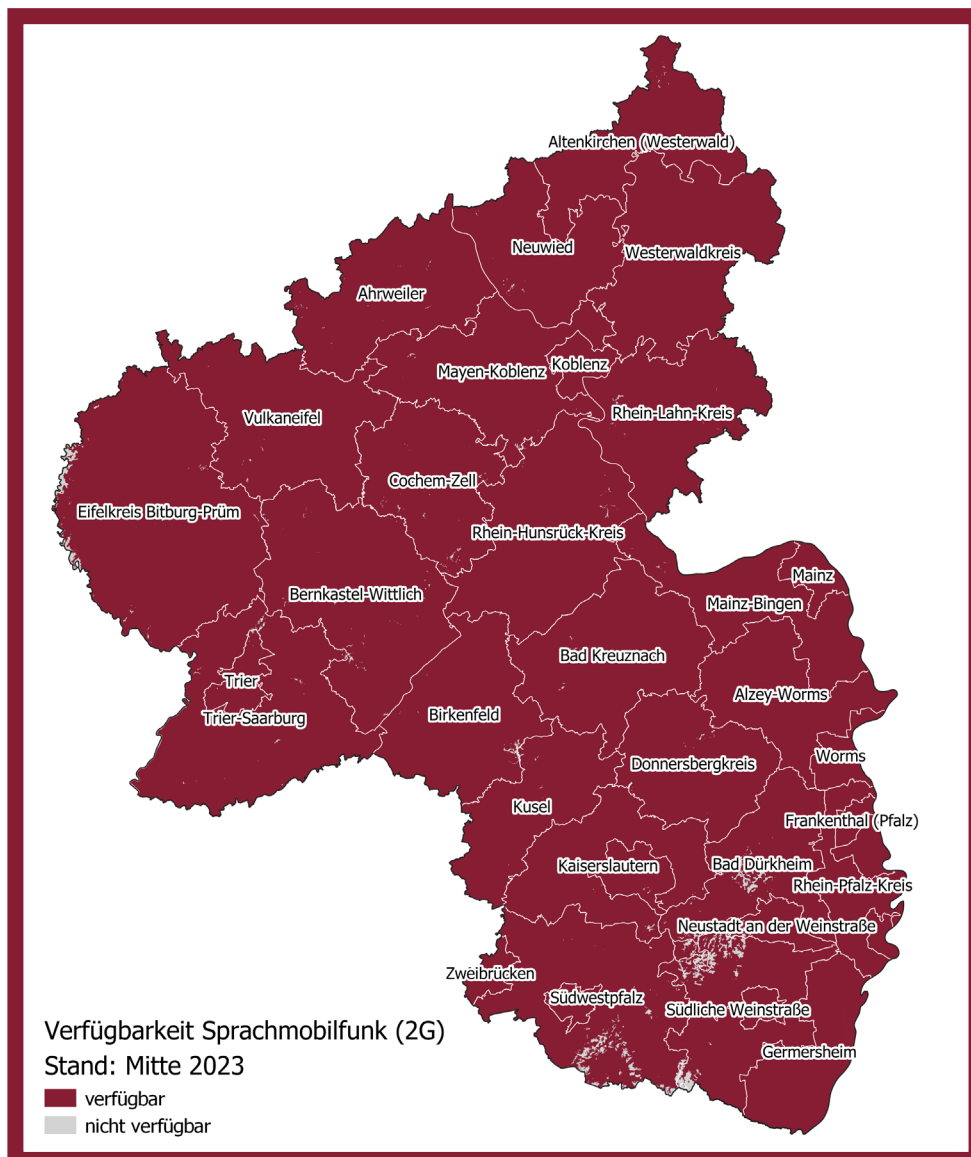 Altenkirchen (Westerwald)
Neuwied
Westerwaldkreis
Ahrweiler
Koblenz
Mayen-Koblenz
Rhein-Lahn-Kreis
Vulkaneifel
Cochem-Zell
Eifelkreis Bitburg-Prüm
Rhein-Hunsrück-Kreis
Mainz
Bernkastel-Wittlich
Mainz-Bingen
Bad Kreuznach
Trier
Alzey-Worms
Trier-Saarburg
Birkenfeld
Worms
Donnersbergkreis
Kusel
Frankenthal (Pfalz)
Kaiserslautern
Bad Dürkheim
Rhein-Pfalz-Kreis
Neustadt an der Weinstraße
Zweibrücken
Südwestpfalz
Südliche Weinstraße
Germersheim
Verfügbarkeit Sprachmobilfunk (2G)
Stand: Mitte 2023
verfügbar
nicht verfügbar